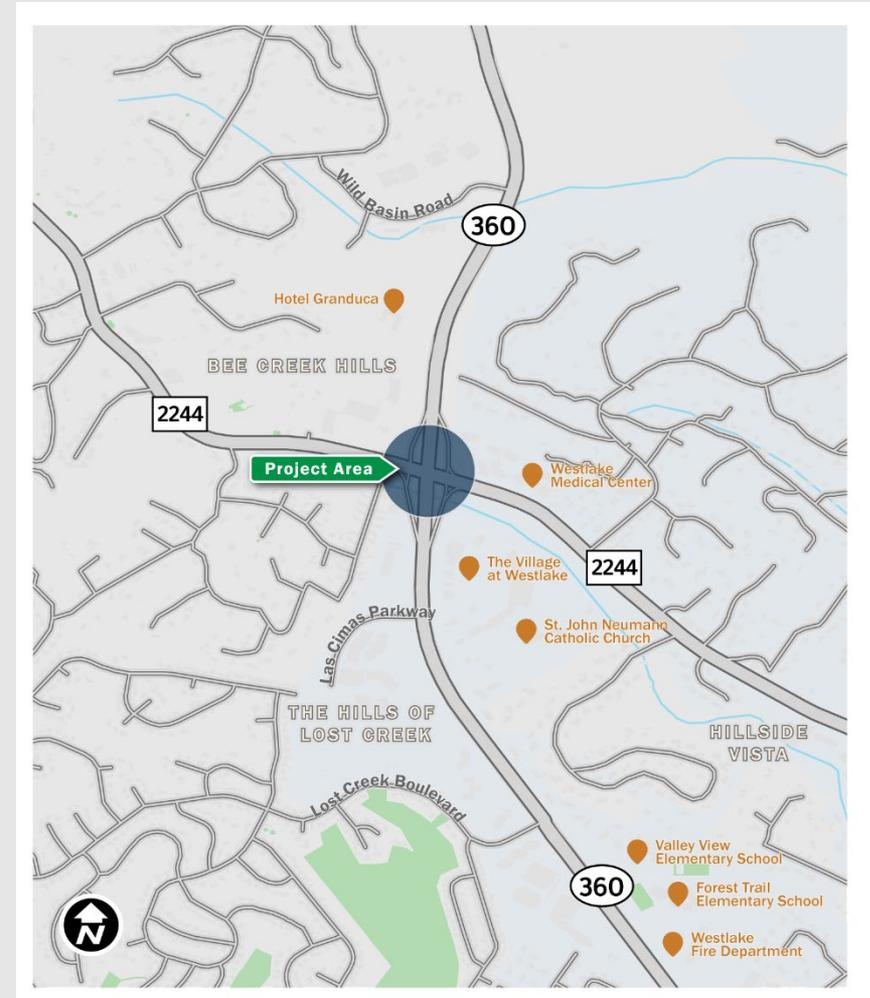 Wild Basin Road
360
Hotel Granduca
BEE CREEK HILLS
2244
Project Area
Westlake
Medical Center
The Village
at Westlake
2244
Las Cimas Parkway
St. John Neumann
Catholic Church
THE HILLS OF
LOST CREEK
HILLSIDE
VISTA
Lost Creek Boulevard
Valley View
Elementary School
360
Forest Trail
Elementary School
Westlake
Fire Department
N